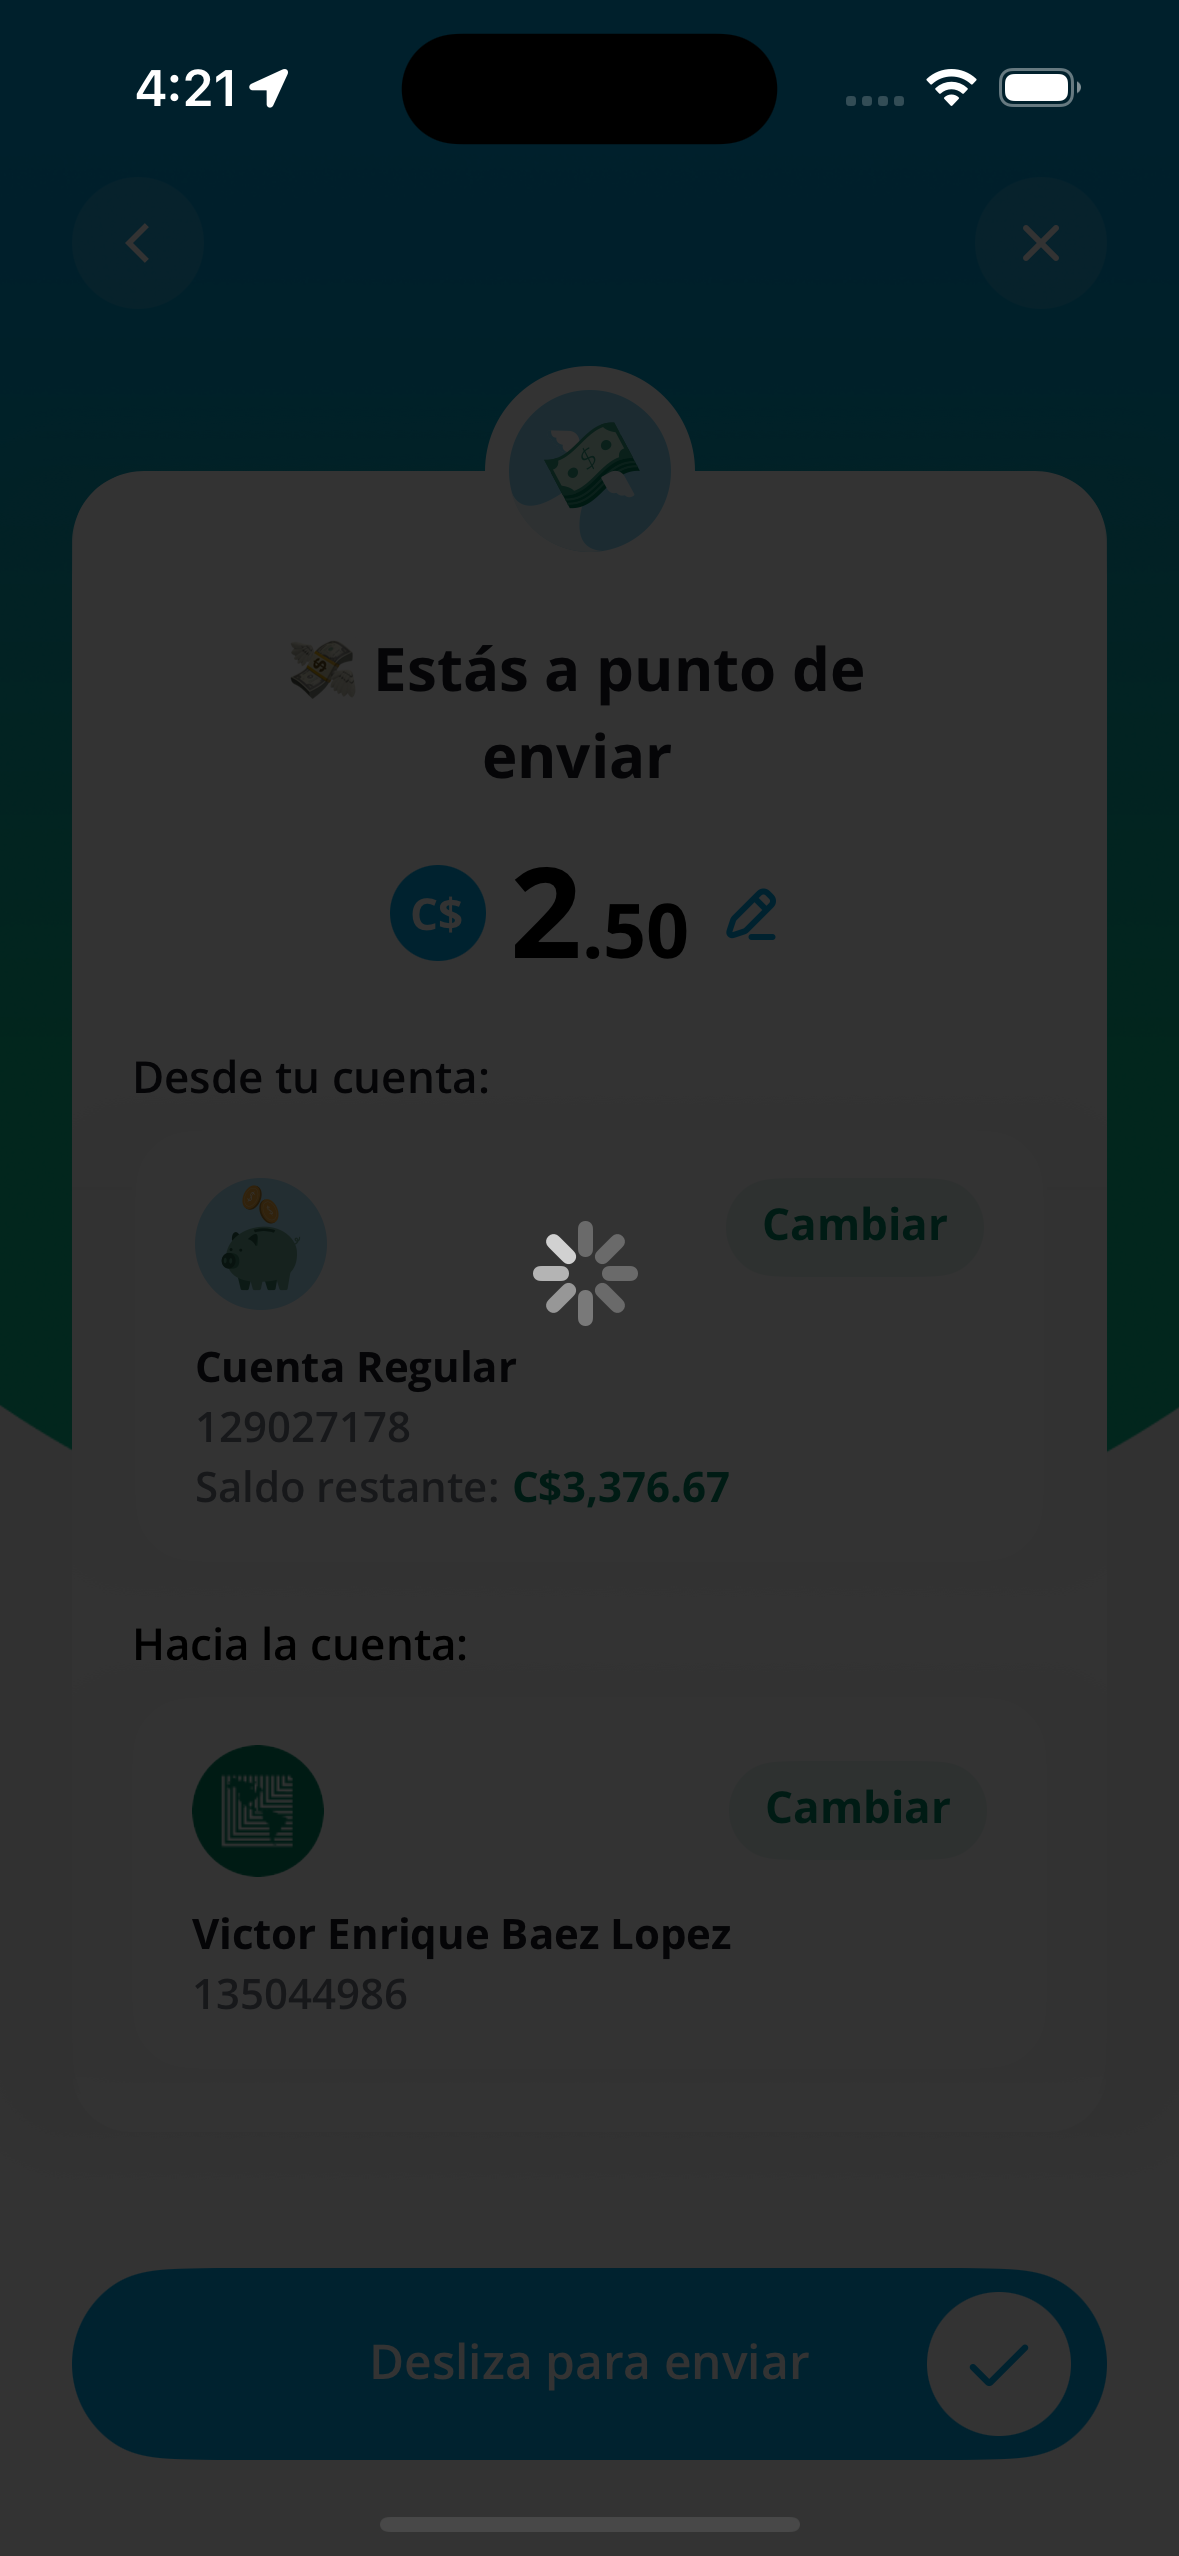 4:21
💸 Estás a punto de
enviar
C$ 2.50
Desde tu cuenta:
Cambiar
Cuenta Regular
129027178
Saldo restante: C$3,376.67
Hacia la cuenta:
Cambiar
Victor Enrique Baez Lopez
135044986
Desliza para enviar